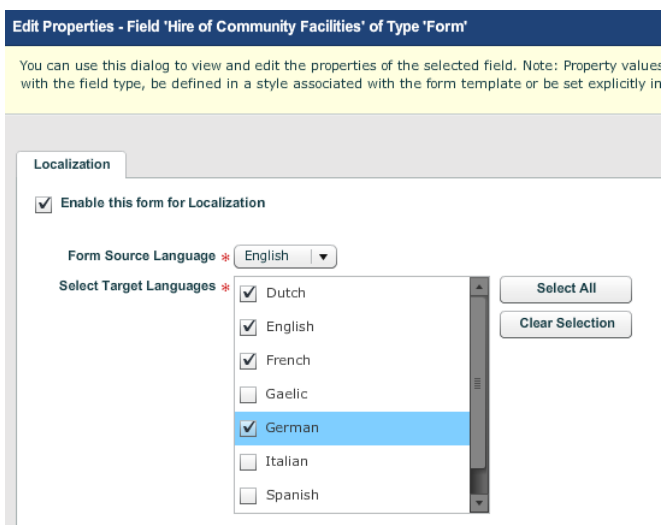 Edit Properties - Field 'Hire of Community Facilities' of Type 'Form'
You can use this dialog to view and edit the properties of the selected field. Note: Property values
with the field type, be defined in a style associated with the form template or be set explicitly in
Localization
Enable this form for Localization
Form Source Language * English
Select Target Languages * Dutch Select All
English Clear Selection
French
Gaelic
German
Italian
Spanish